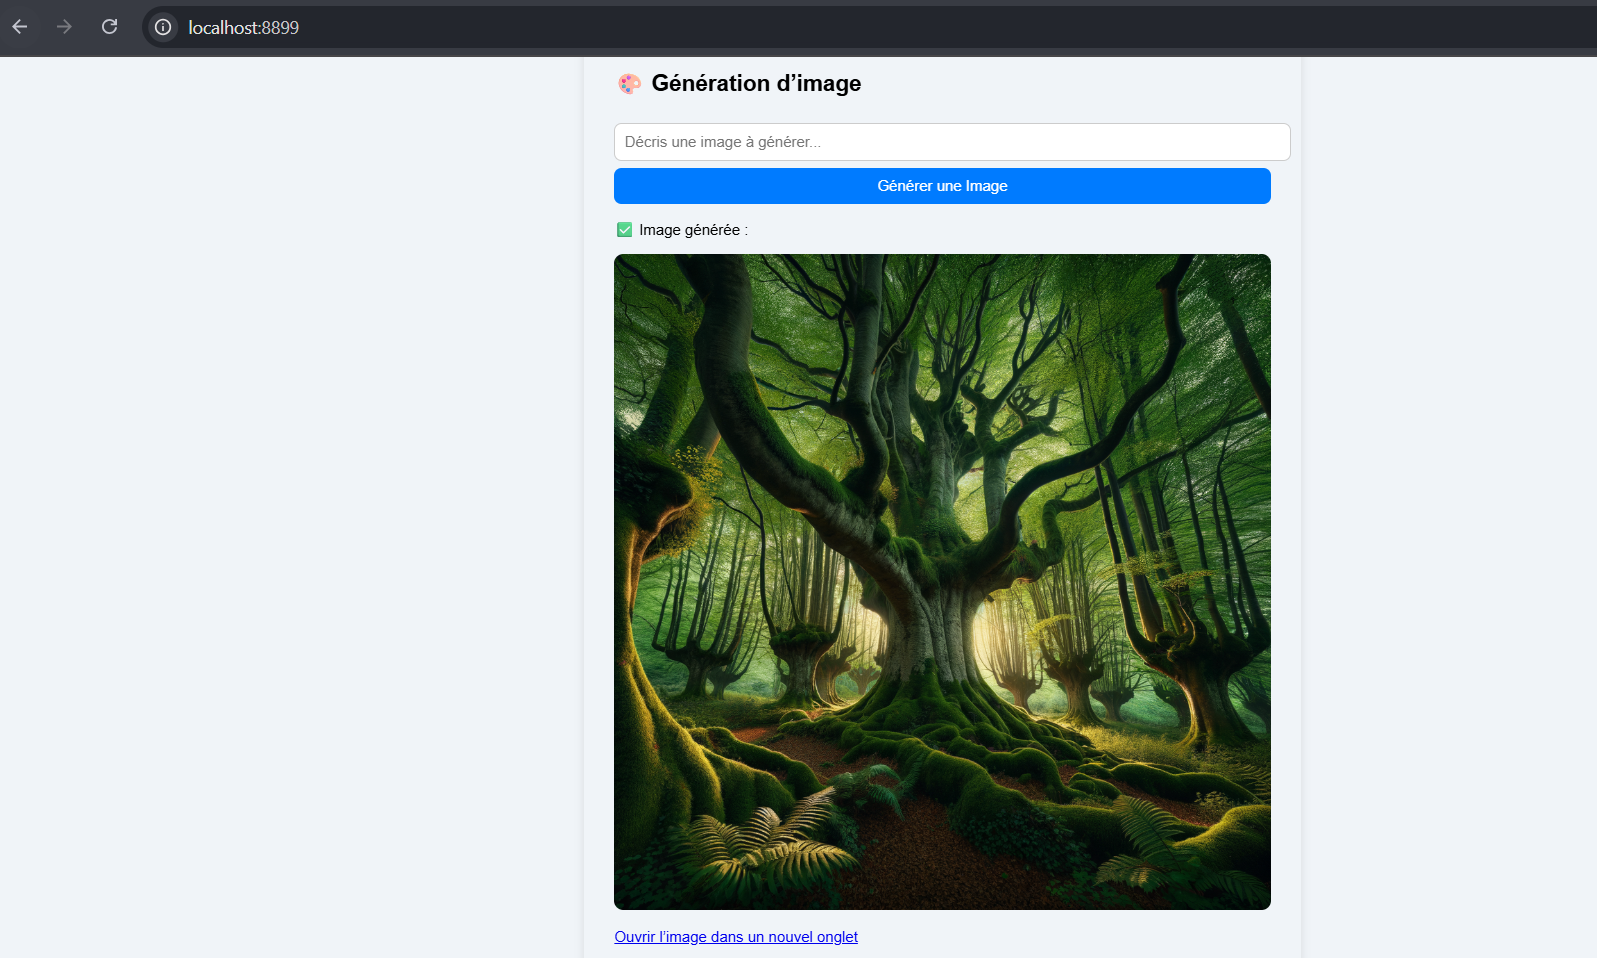 localhost:8899
Génération d’image
Décris une image à générer...
Générer une Image
Image générée :
Ouvrir l’image dans un nouvel onglet